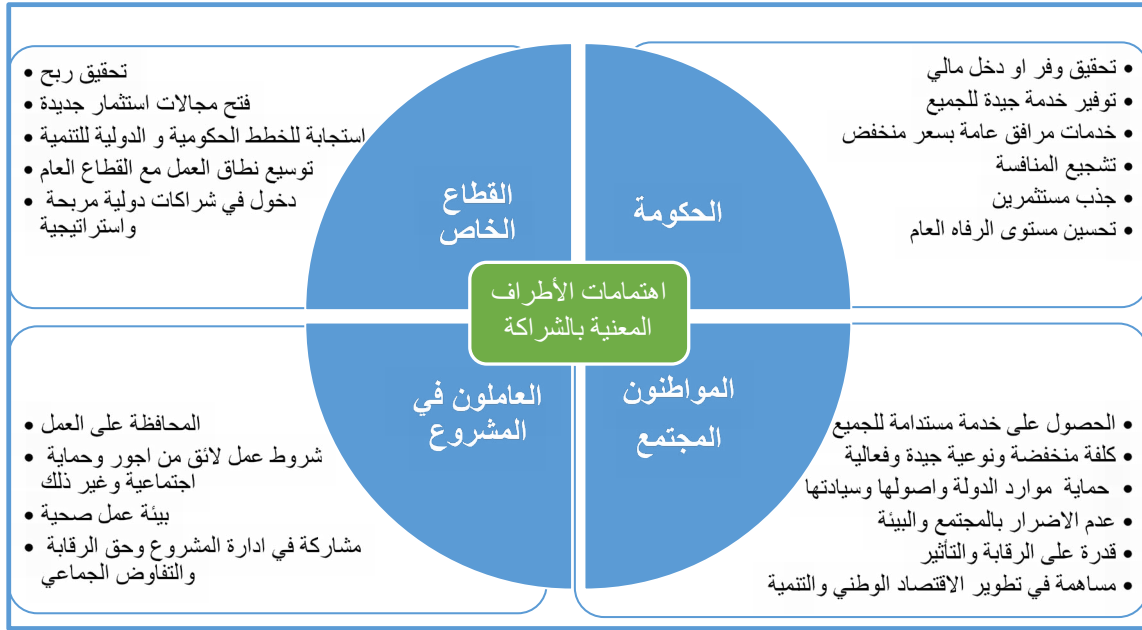 تحقيق وفر او دخل مالي
توفير خدمة جيدة للجميع
خدمات مرافق عامة بسعر منخفض
تشجيع المنافسة
جذب مستثمرين
تحسين مستوى الرفاه العام
الحكومة
القطاع
الخاص
تحقيق ربح
فتح مجالات استثمار جديدة
استجابة للخطط الحكومية و الدولية للتنمية
توسيع نطاق العمل مع القطاع العام
دخول في شراكات دولية مربحة
واستراتيجية
اهتمامات الأطراف
المعنية بالشراكة
المواطنون
المجتمع
الحصول على خدمة مستدامة للجميع
كلفة منخفضة ونوعية جيدة وفعالية
حماية موارد الدولة واصولها وسيادتها
عدم الاضرار بالمجتمع والبيئة
قدرة على الرقابة والتأثير
مساهمة في تطوير الاقتصاد الوطني والتنمية
العاملون في
المشروع
المحافظة على العمل
شروط عمل لائق من اجور وحماية
اجتماعية وغير ذلك
بيئة عمل صحية
مشاركة في ادارة المشروع وحق الرقابة
والتفاوض الجماعي